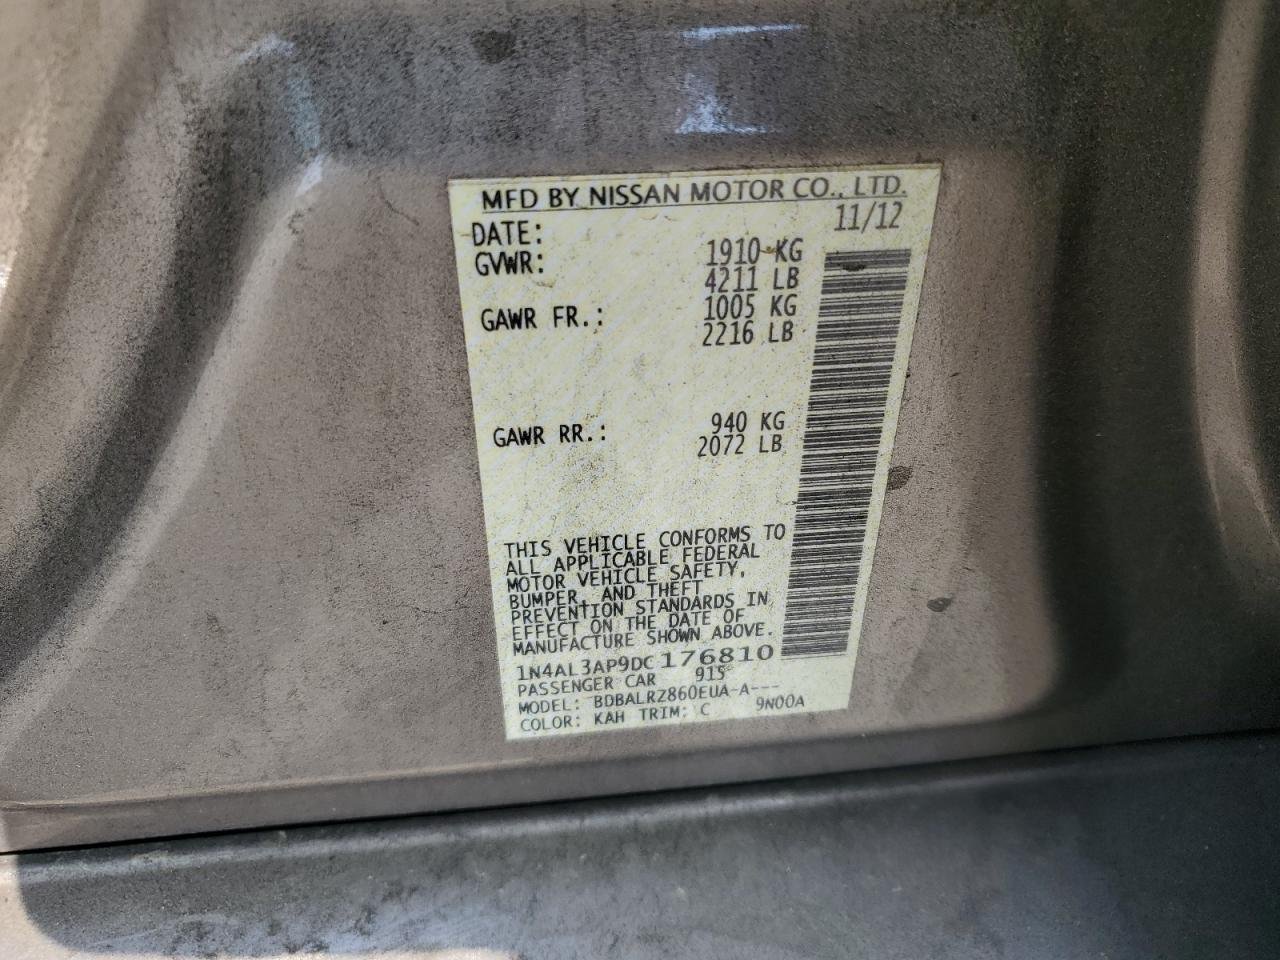 MFD BY NISSAN MOTOR CO., LTD.
DATE: 11/12
GVWR: 1910 KG
4211 LB
GAWR FR.: 1005 KG
2216 LB
GAWR RR.: 940 KG
2072 LB
THIS VEHICLE CONFORMS TO
ALL APPLICABLE FEDERAL
MOTOR VEHICLE SAFETY,
BUMPER, AND THEFT
PREVENTION STANDARDS IN
EFFECT ON THE DATE OF
MANUFACTURE SHOWN ABOVE.
1N4AL3AP9DC176810
PASSENGER CAR 915
MODEL: BDBALRZ860EUA-A---
COLOR: KAH TRIM: C 9N00A